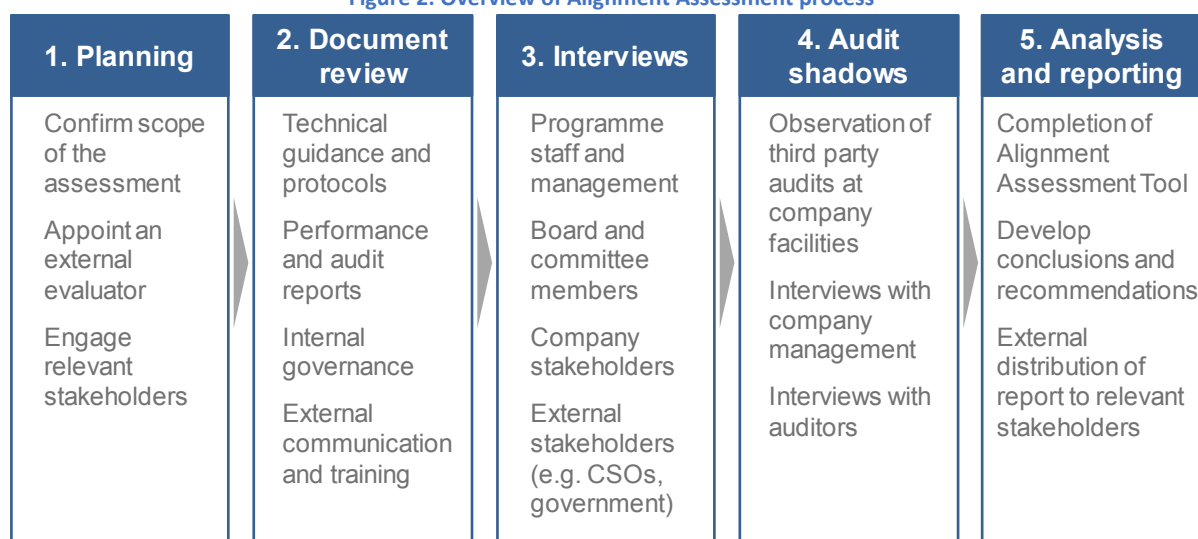 Figure 2. Overview of Alignment Assessment process
1. Planning
Confirm scope
of the
assessment
Appoint an
external
evaluator
Engage
relevant
stakeholders
2. Document
review
Technical
guidance and
protocols
Performance
and audit
reports
Internal
governance
External
communication
and training
3. Interviews
Programme
staff and
management
Board and
committee
members
Company
stakeholders
External
stakeholders
(e.g. CSOs,
government)
4. Audit
shadows
Observation of
third party
audits at
company
facilities
Interviews with
company
management
Interviews with
auditors
5. Analysis
and reporting
Completion of
Alignment
Assessment Tool
Develop
conclusions and
recommendations
External
distribution of
report to relevant
stakeholders